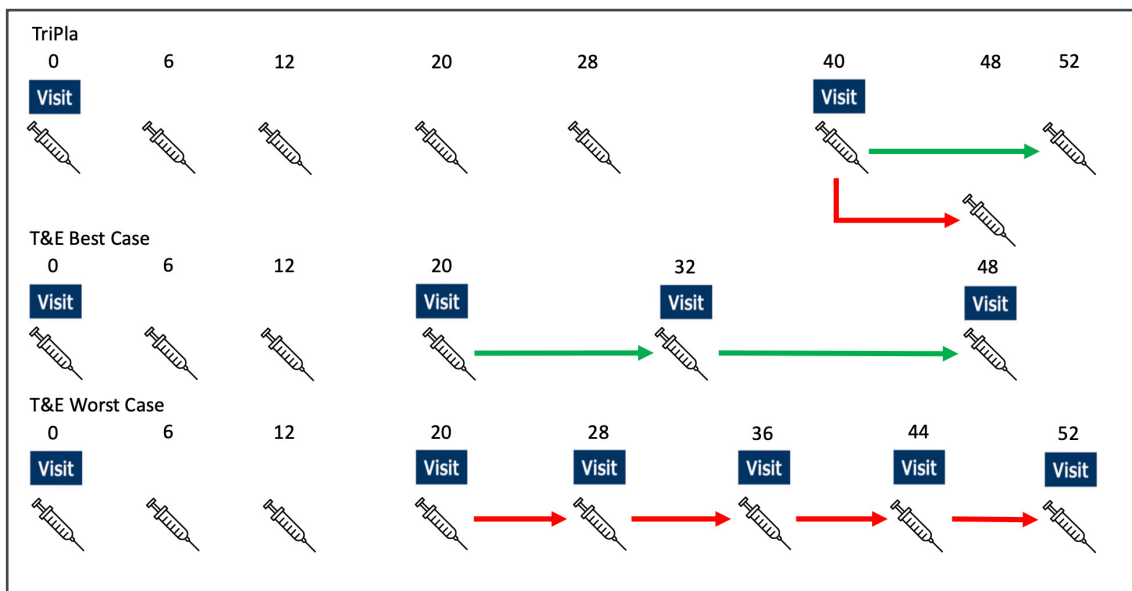 TriPla
0 6 12 20 28 40 48 52
Visit Visit
T&E Best Case
0 6 12 20 32 48
Visit Visit Visit Visit
T&E Worst Case
0 6 12 20 28 36 44 52
Visit Visit Visit Visit Visit Visit